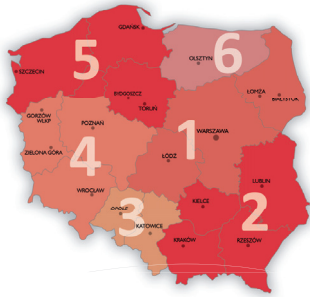 GDAŃSK
5
6
OLSZTYN
SZCZECIN
BYDGOSZCZ
ŁOMŻA
BIAŁYSTOK
TORUŃ
GORZÓW
WLKP
POZNAŃ
1
WARSZAWA
4
ZIELONA GÓRA
ŁÓDŹ
LUBLIN
WROCŁAW
3
OPOLE
KIELCE
2
KATOWICE
KRAKÓW
RZESZÓW